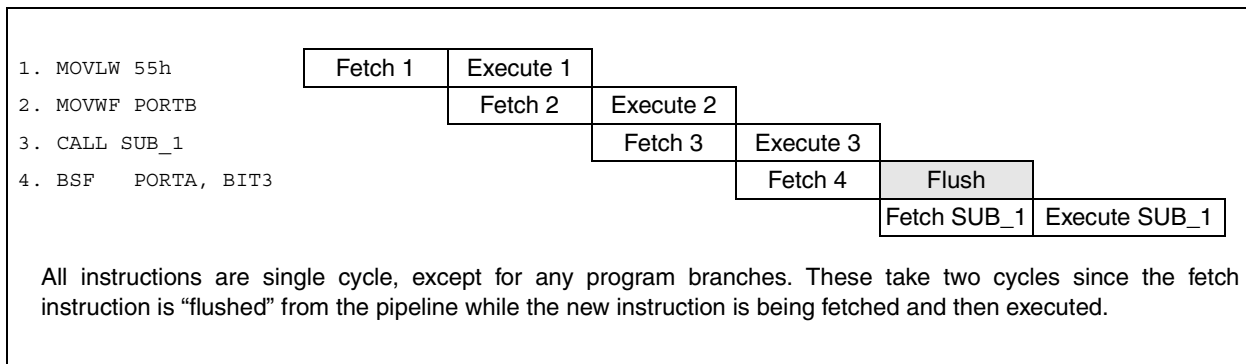 1. MOVLW 55h Fetch 1 Execute 1
2. MOVWF PORTB Fetch 2 Execute 2
3. CALL SUB_1 Fetch 3 Execute 3
4. BSF PORTA, BIT3 Fetch 4 Flush
Fetch SUB_1 Execute SUB_1
All instructions are single cycle, except for any program branches. These take two cycles since the fetch
instruction is “flushed” from the pipeline while the new instruction is being fetched and then executed.